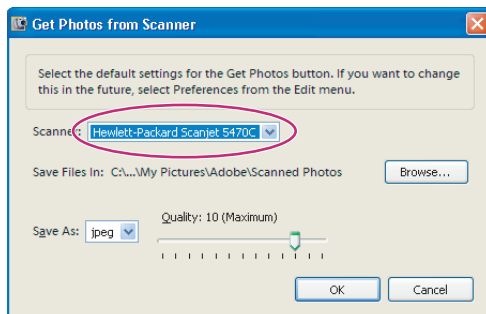 Get Photos from Scanner
Select the default settings for the Get Photos button. If you want to change
this in the future, select Preferences from the Edit menu.
Scanner: Hewlett-Packard Scanjet 5470C
Save Files In: C:\...\My Pictures\Adobe\Scanned Photos Browse...
Quality: 10 (Maximum)
Save As: jpeg
OK Cancel